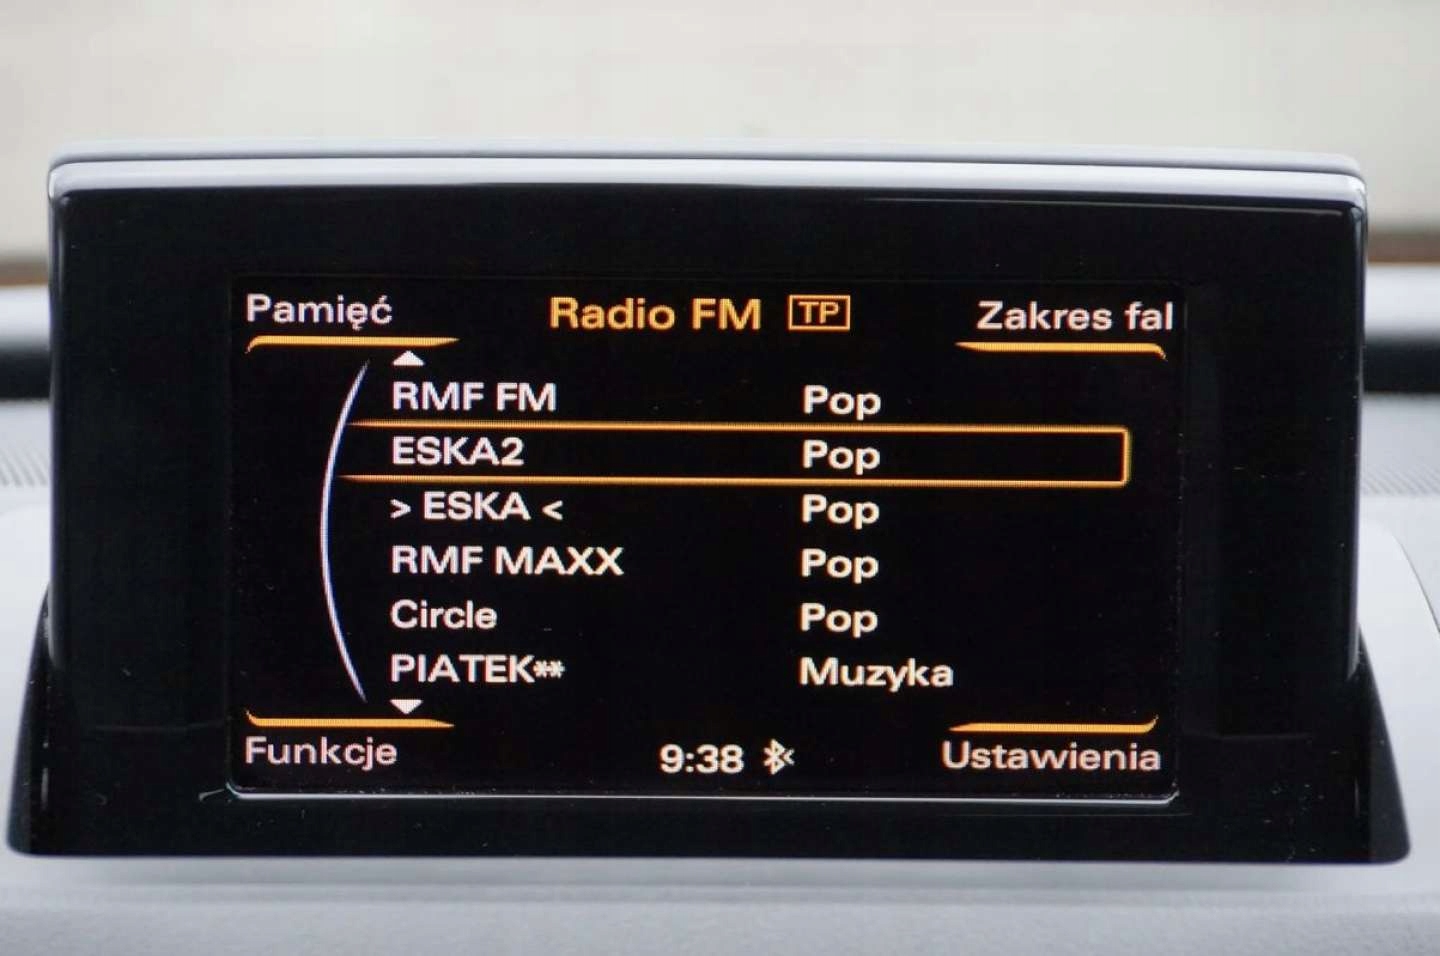 Pamięć Radio FM TP Zakres fal
RMF FM Pop
ESKA2 Pop
> ESKA < Pop
RMF MAXX Pop
Circle Pop
PIATEK** Muzyka
Funkcje 9:38 Ustawienia